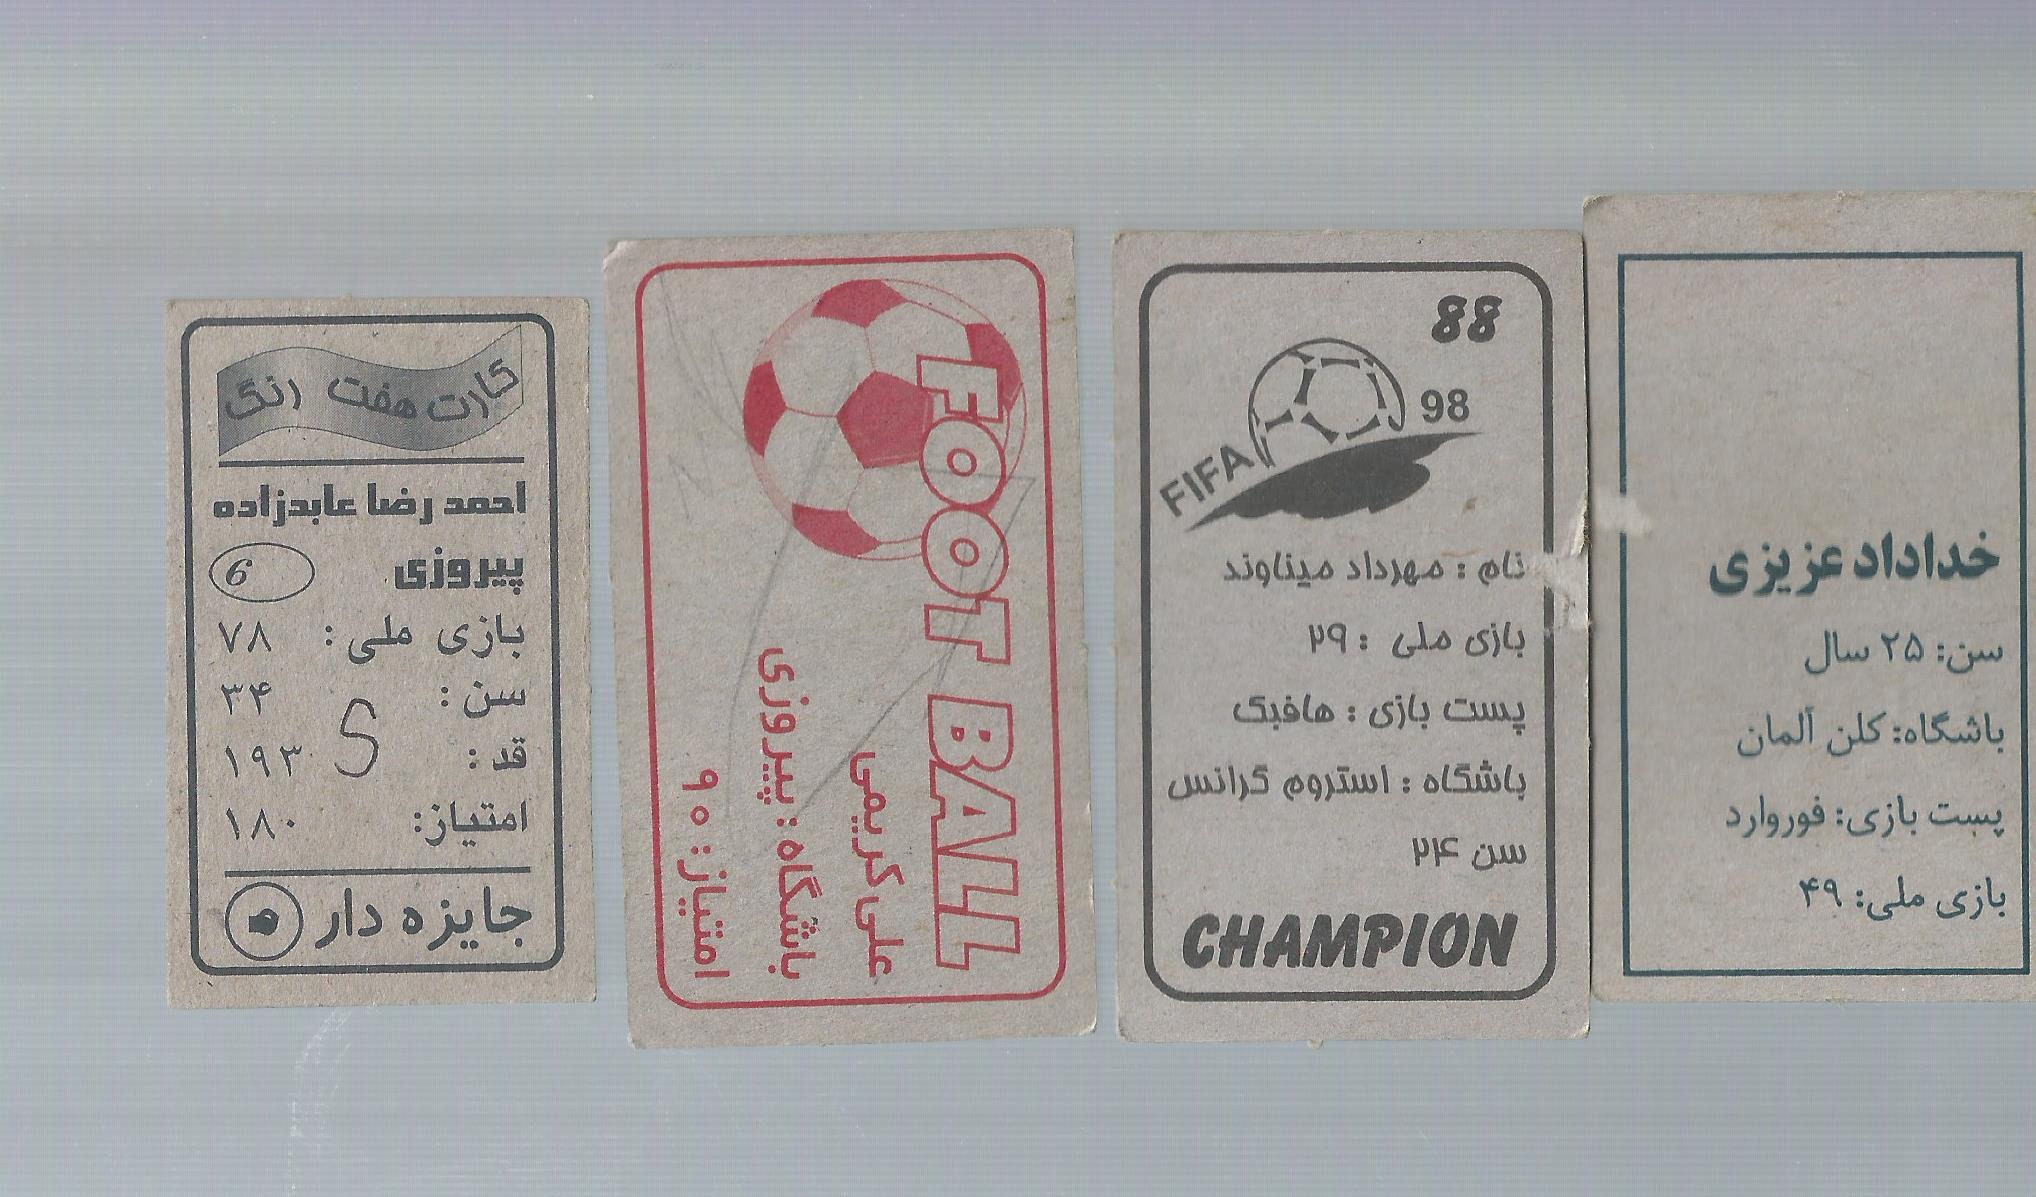 کارت هفت رنگ
احمد رضا عابدزاده
پیروزی 6
بازی ملی : ۷۸
سن : ۳۴
S
قد : ۱۹۳
امتیاز: ۱۸۰
جایزه دار
FOOT BALL
علی کریمی
باشگاه : پیروزی
امتیاز: ۹۰
88
98
FIFA
نام : مهرداد میناوند
بازی ملی : ۲۹
پست بازی : هافبک
باشگاه : استروم گرانس
سن ۲۴
CHAMPION
خداداد عزیزی
سن: ۲۵ سال
باشگاه: کلن آلمان
پست بازی: فوروارد
بازی ملی: ۴۹